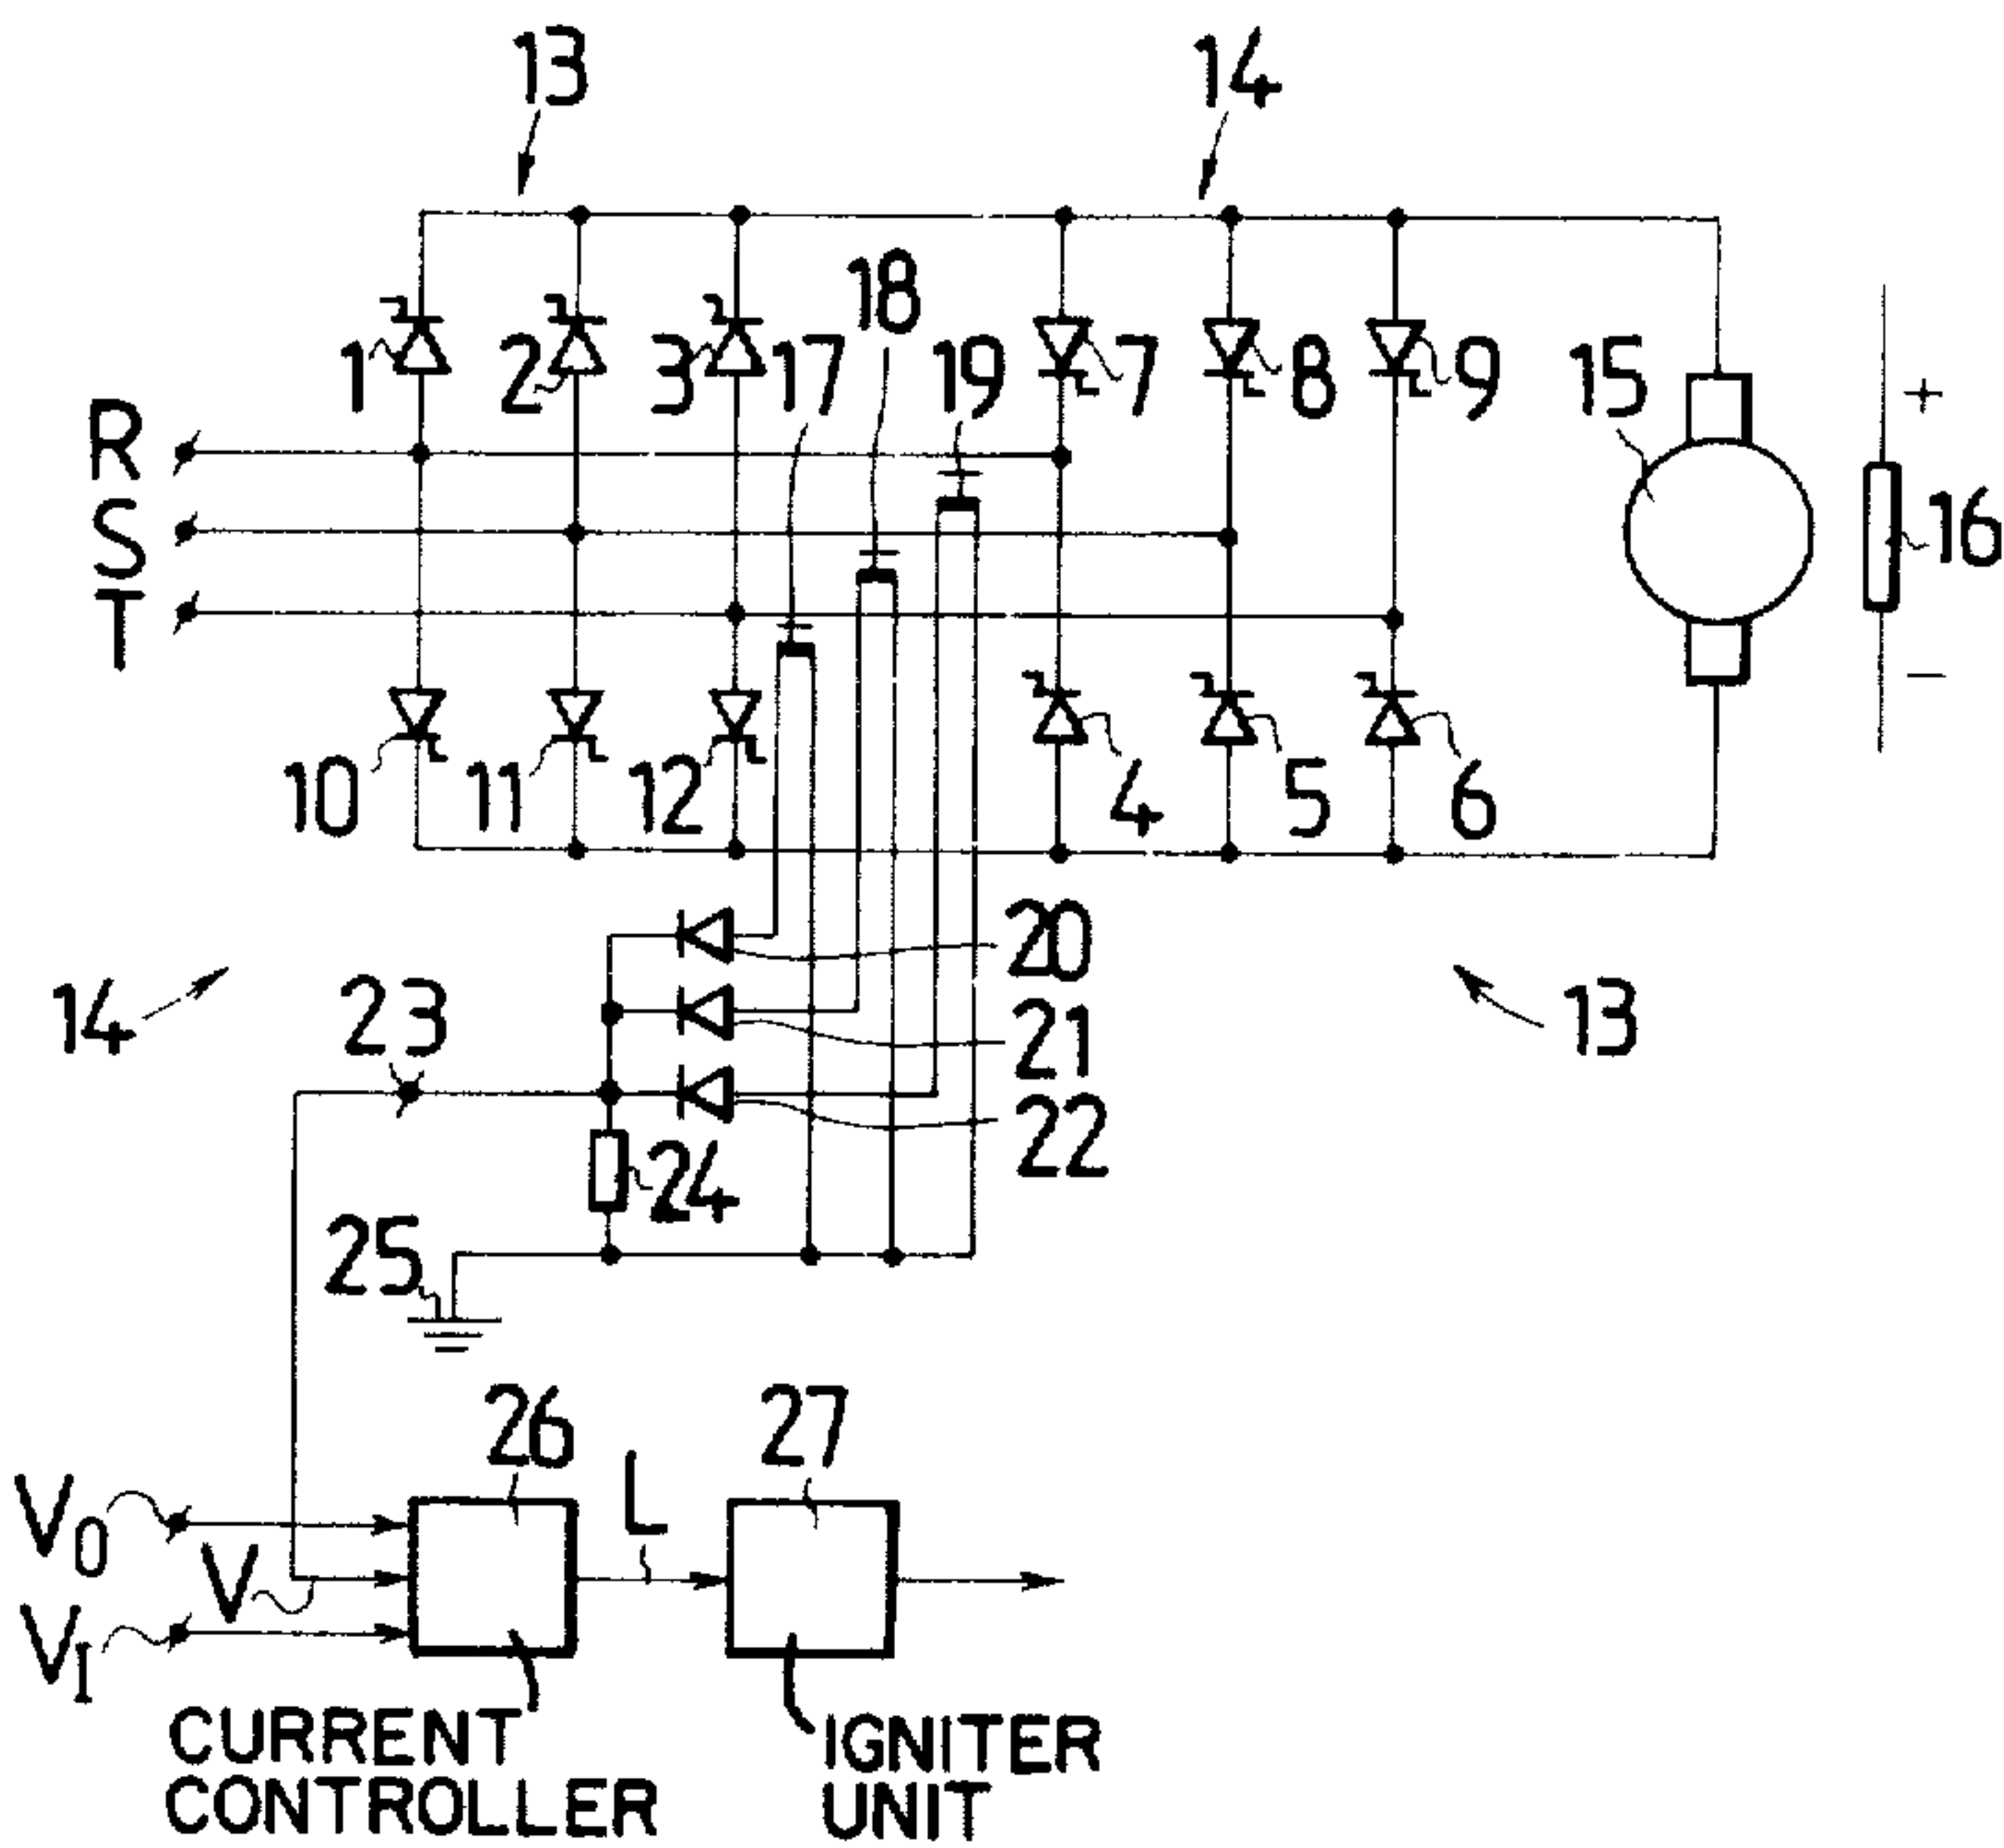 13 14
18
1 2 3 17 19 7 8 9 15 +
R
S 16
T
−
10 11 12 4 5 6
20
14 23 13
21
22
24
25
26 27
L
VO
V
VI
CURRENT IGNITER
CONTROLLER UNIT